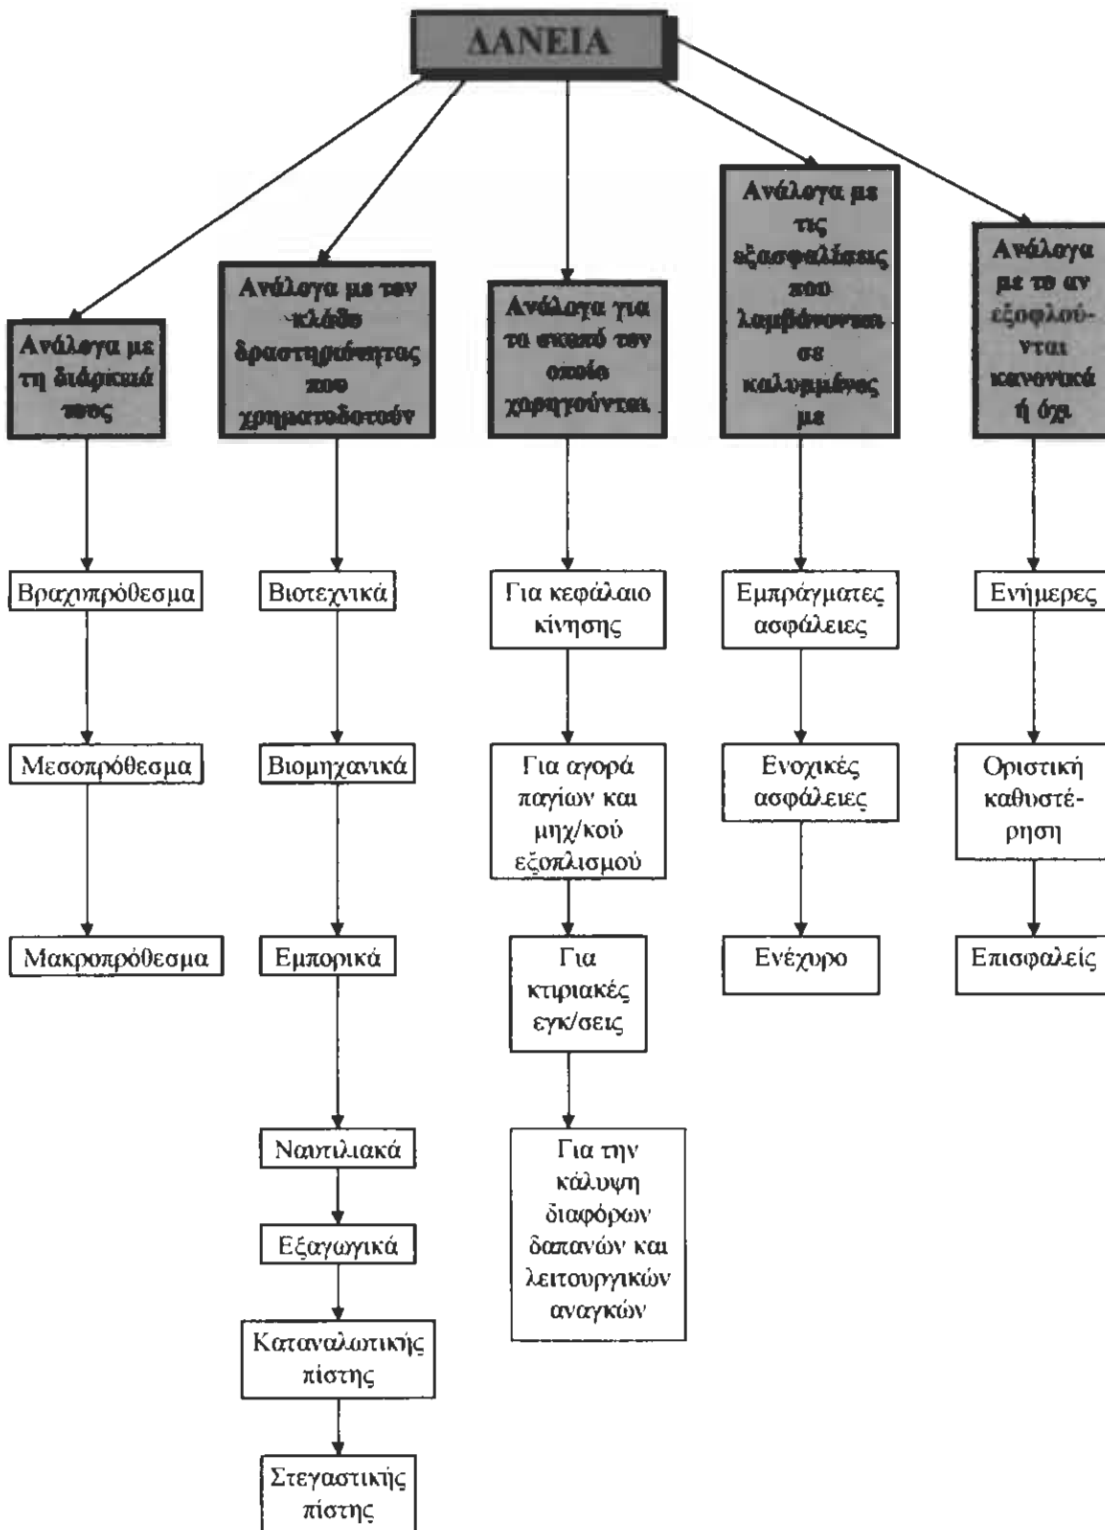 ΔΑΝΕΙΑ
Ανάλογα με
τη διάρκειά
τους
Βραχυπρόθεσμα
Μεσοπρόθεσμα
Μακροπρόθεσμα
Ανάλογα με τον
κλάδο
δραστηριότητας
που
χρηματοδοτούν
Βιοτεχνικά
Βιομηχανικά
Εμπορικά
Ναυτιλιακά
Εξαγωγικά
Καταναλωτικής
πίστης
Στεγαστικής
πίστης
Ανάλογα για
το σκοπό τον
οποίο
χορηγούνται
Για κεφάλαιο
κίνησης
Για αγορά
παγίων και
μηχ/κού
εξοπλισμού
Για
κτιριακές
εγκ/σεις
Για την
κάλυψη
διαφόρων
δαπανών και
λειτουργικών
αναγκών
Ανάλογα με
τις
εξασφαλίσεις
που
λαμβάνονται
σε
καλυμμένος
με
Εμπράγματες
ασφάλειες
Ενοχικές
ασφάλειες
Ενέχυρο
Ανάλογα
με το αν
εξοφλού-
νται
κανονικά
ή όχι
Ενήμερες
Οριστική
καθυστέ-
ρηση
Επισφαλείς